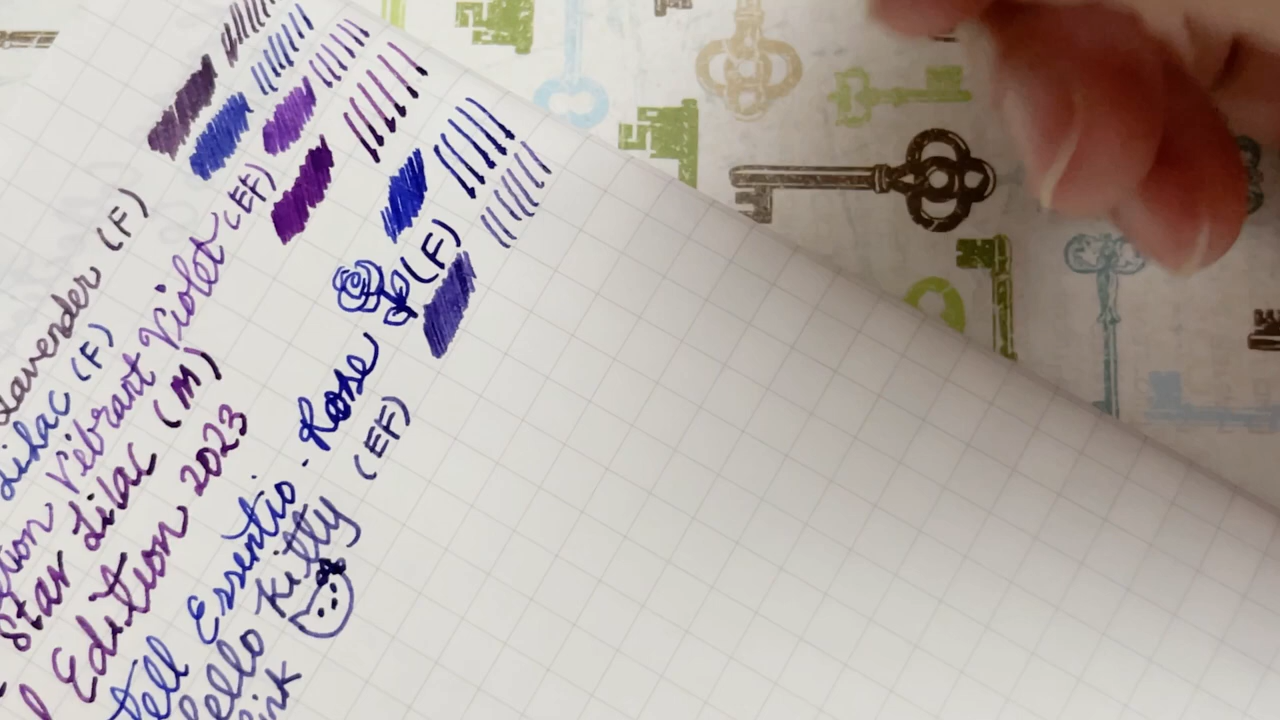 Lavender (F)
Lilac (F)
Vibrant Violet (EF)
Star Lilac (M)
Edition 2023
Essentio. Rose (F)
Hello Kitty (EF)